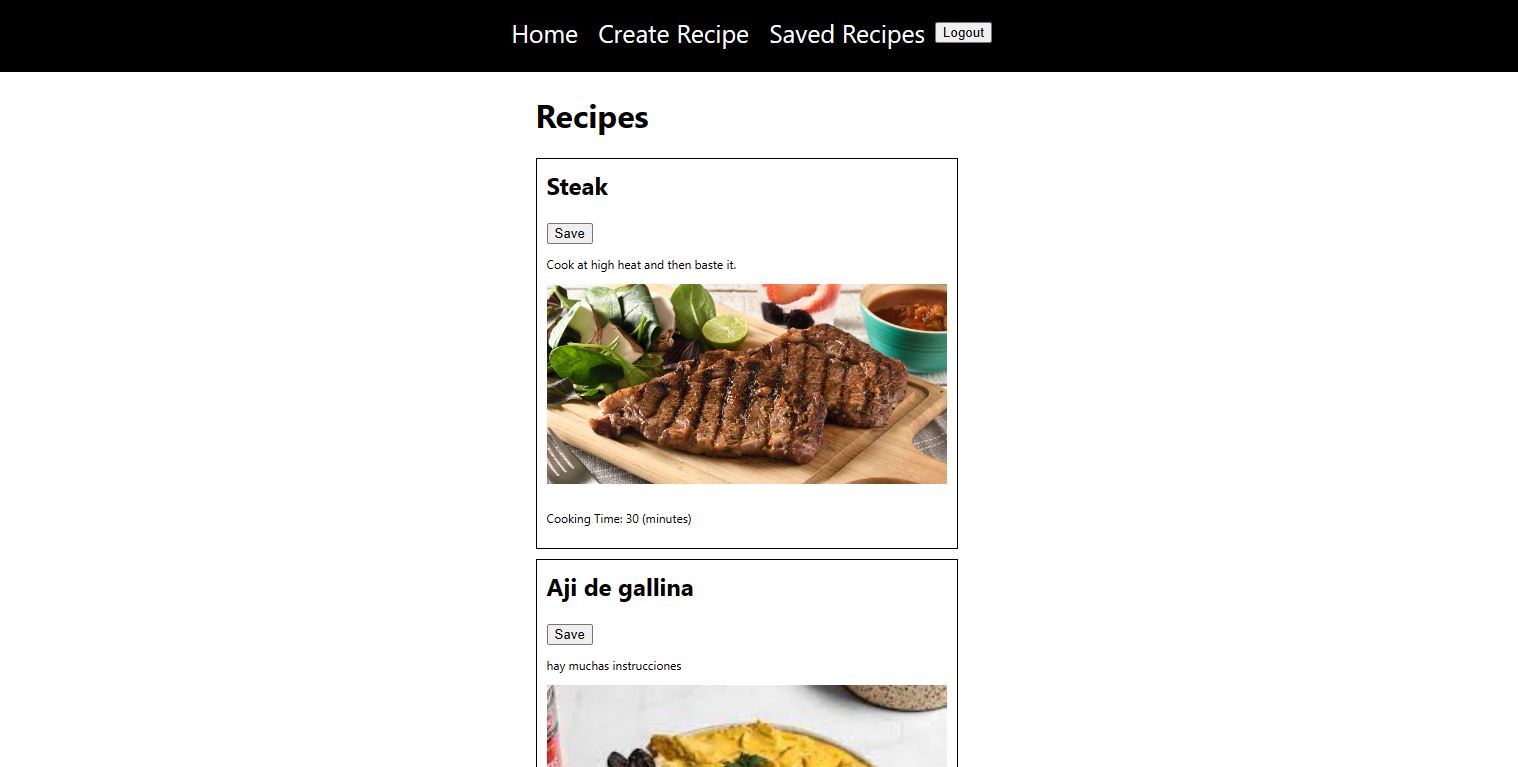 Home Create Recipe Saved Recipes Logout
Recipes
Steak
Save
Cook at high heat and then baste it.
Cooking Time: 30 (minutes)
Aji de gallina
Save
hay muchas instrucciones